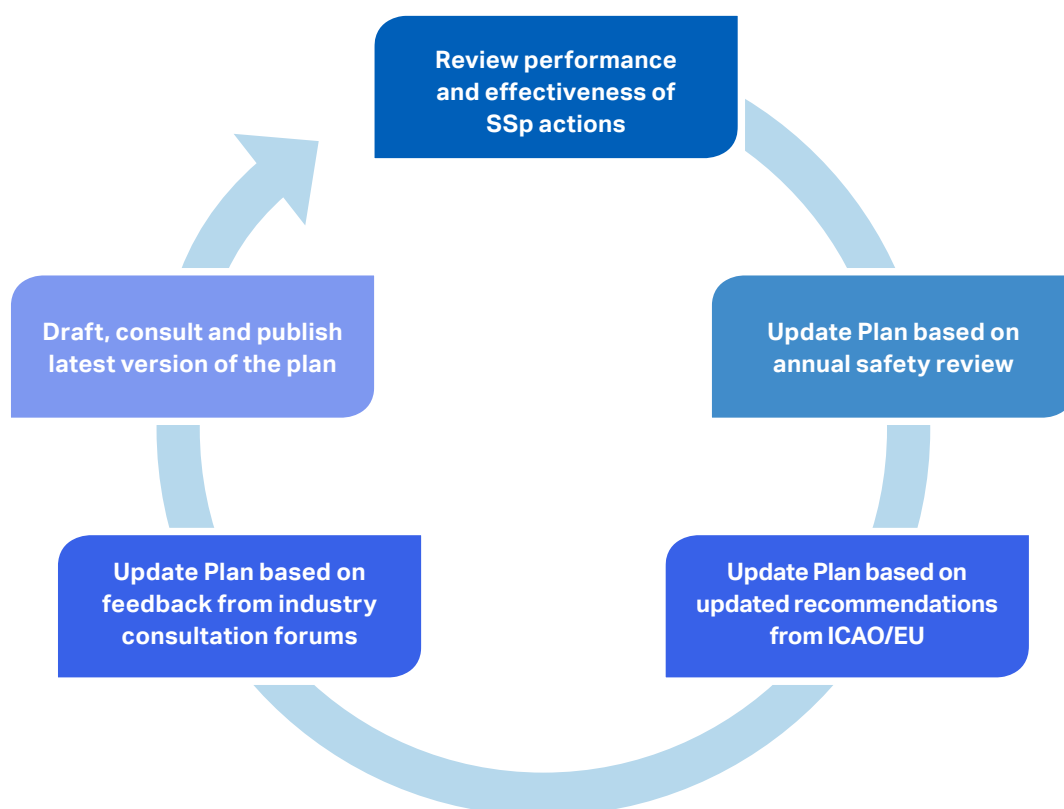 Review performance
and effectiveness of
SSp actions
Update Plan based on
annual safety review
Update Plan based on
updated recommendations
from ICAO/EU
Update Plan based on
feedback from industry
consultation forums
Draft, consult and publish
latest version of the plan